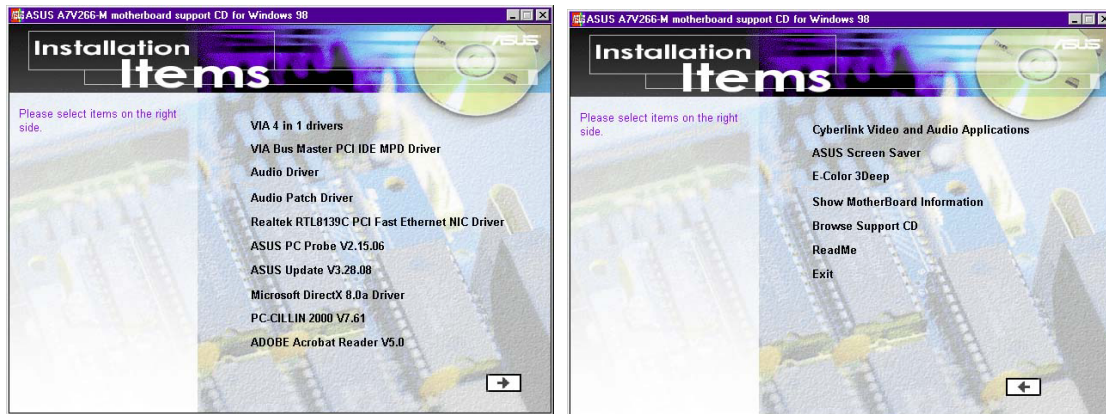 ASUS A7V266-M motherboard support CD for Windows 98
Installation
Items
ASUS
Please select items on the right
side.
VIA 4 in 1 drivers
VIA Bus Master PCI IDE MPD Driver
Audio Driver
Audio Patch Driver
Realtek RTL8139C PCI Fast Ethernet NIC Driver
ASUS PC Probe V2.15.06
ASUS Update V3.28.08
Microsoft DirectX 8.0a Driver
PC-CILLIN 2000 V7.61
ADOBE Acrobat Reader V5.0
ASUS A7V266-M motherboard support CD for Windows 98
Installation
Items
ASUS
Please select items on the right
side.
Cyberlink Video and Audio Applications
ASUS Screen Saver
E-Color 3Deep
Show MotherBoard Information
Browse Support CD
ReadMe
Exit